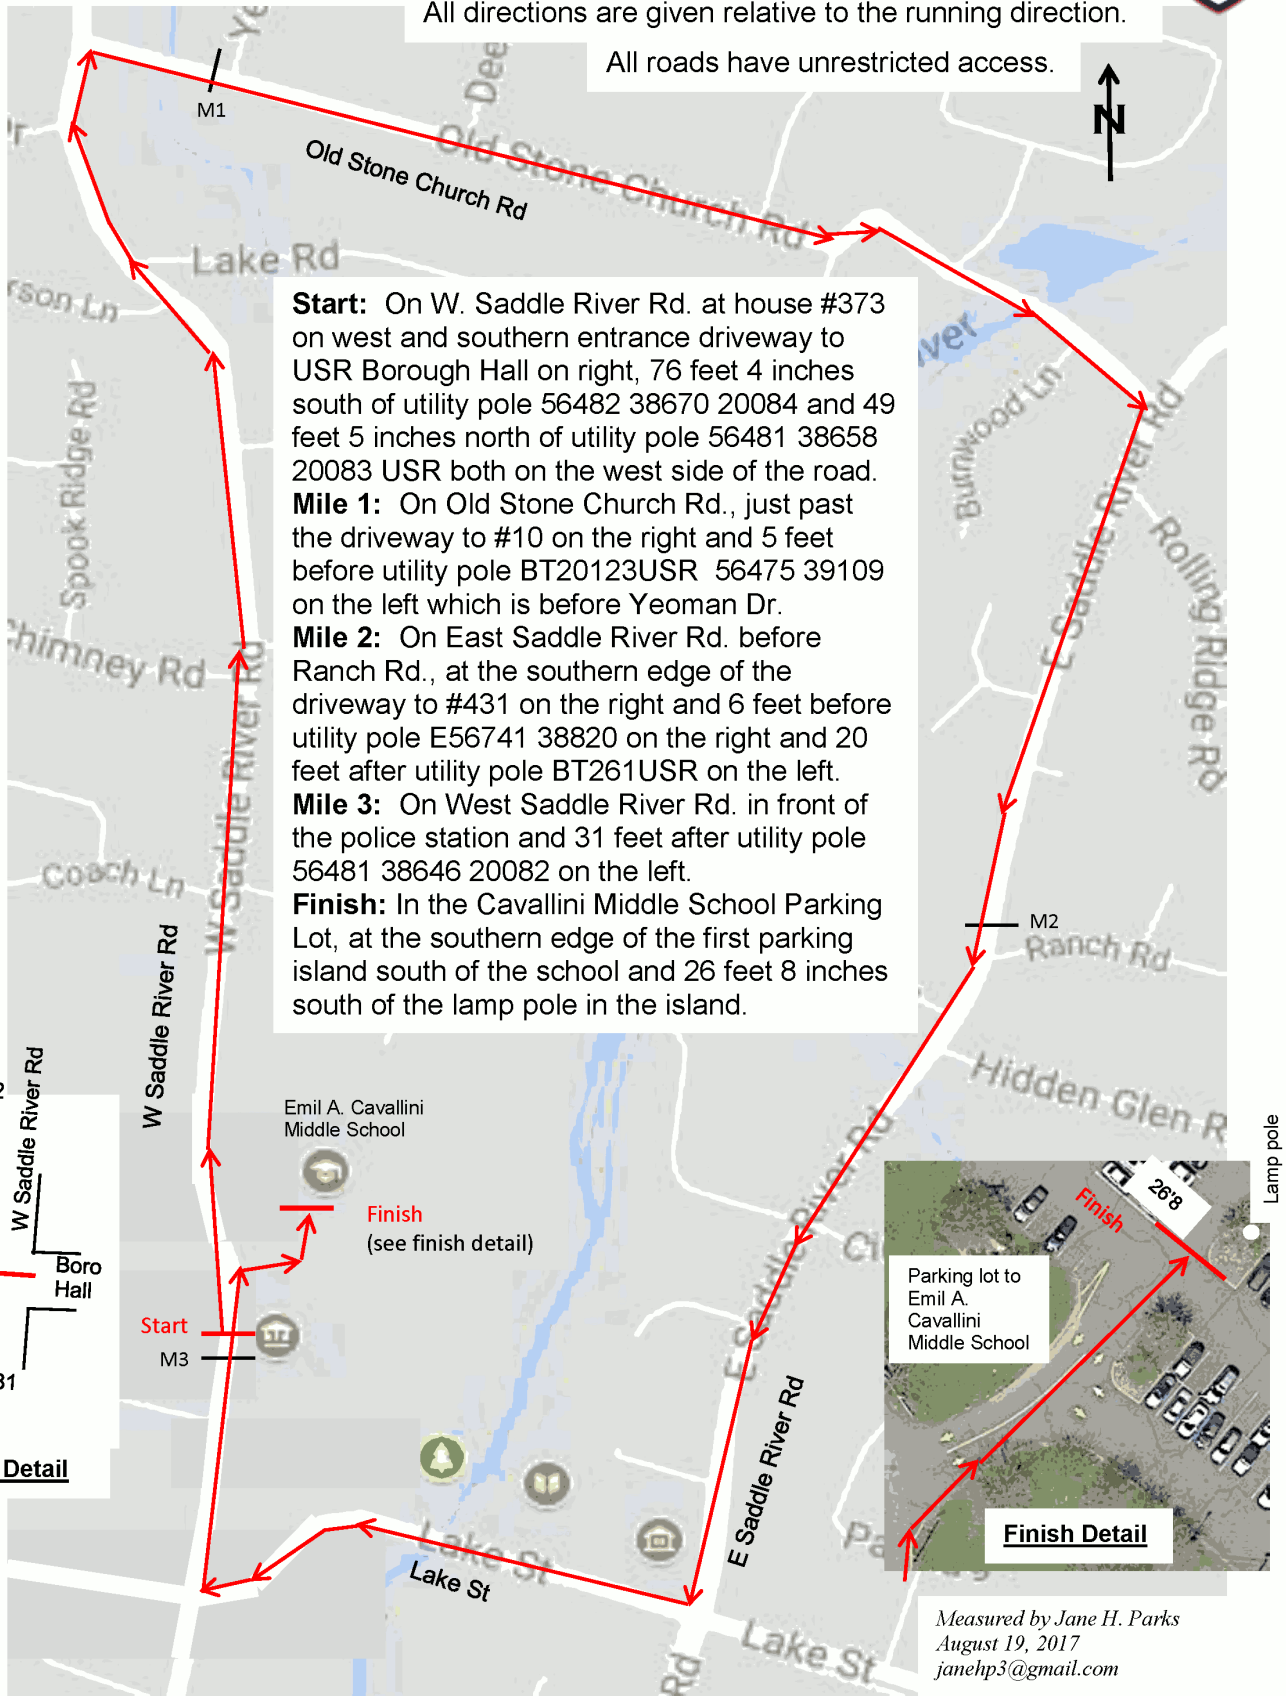 All directions are given relative to the running direction.
All roads have unrestricted access.
N
M1
Old Stone Church Rd
Old Stone Church Rd
Lake Rd
Start: On W. Saddle River Rd. at house #373
on west and southern entrance driveway to
USR Borough Hall on right, 76 feet 4 inches
south of utility pole 56482 38670 20084 and 49
feet 5 inches north of utility pole 56481 38658
20083 USR both on the west side of the road.
Mile 1: On Old Stone Church Rd., just past
the driveway to #10 on the right and 5 feet
before utility pole BT20123USR 56475 39109
on the left which is before Yeoman Dr.
Mile 2: On East Saddle River Rd. before
Ranch Rd., at the southern edge of the
driveway to #431 on the right and 6 feet before
utility pole E56741 38820 on the right and 20
feet after utility pole BT261USR on the left.
Mile 3: On West Saddle River Rd. in front of
the police station and 31 feet after utility pole
56481 38646 20082 on the left.
Finish: In the Cavallini Middle School Parking
Lot, at the southern edge of the first parking
island south of the school and 26 feet 8 inches
south of the lamp pole in the island.
rson Ln
Spook Ridge Rd
himney Rd
W Saddle River Rd
Coach Ln
W Saddle River Rd
iver
Burnwood Ln
E Saddle River Rd
Rolling Ridge Rd
M2
Ranch Rd
Hidden Glen R
W Saddle River Rd
Boro
Hall
31
Detail
Emil A. Cavallini
Middle School
Finish
(see finish detail)
Start
M3
E Saddle River Rd
E Saddle River Rd
Lake St
Lake St
Lake St
Rd
Ci
Pa
Lamp pole
26'8
Finish
Parking lot to
Emil A.
Cavallini
Middle School
Finish Detail
Measured by Jane H. Parks
August 19, 2017
janehp3@gmail.com